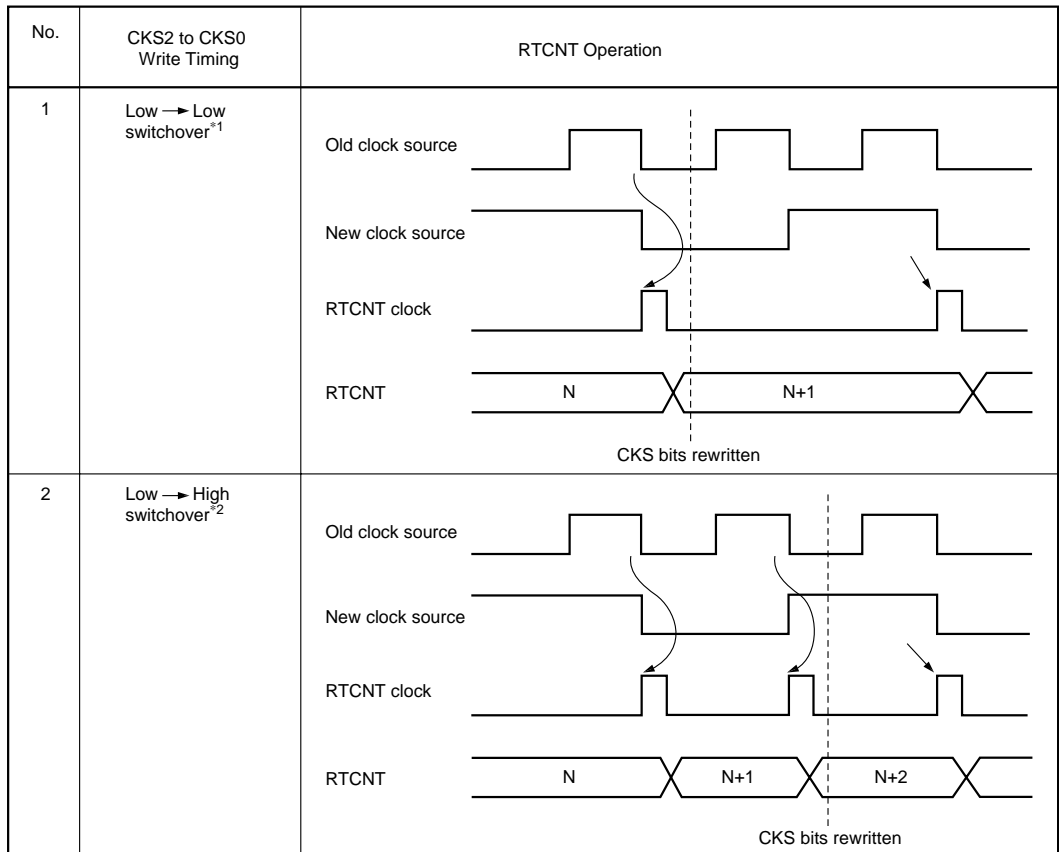 No.
CKS2 to CKS0
Write Timing
RTCNT Operation
1
Low → Low
switchover*1
Old clock source
New clock source
RTCNT clock
RTCNT
N
N+1
CKS bits rewritten
2
Low → High
switchover*2
Old clock source
New clock source
RTCNT clock
RTCNT
N
N+1
N+2
CKS bits rewritten